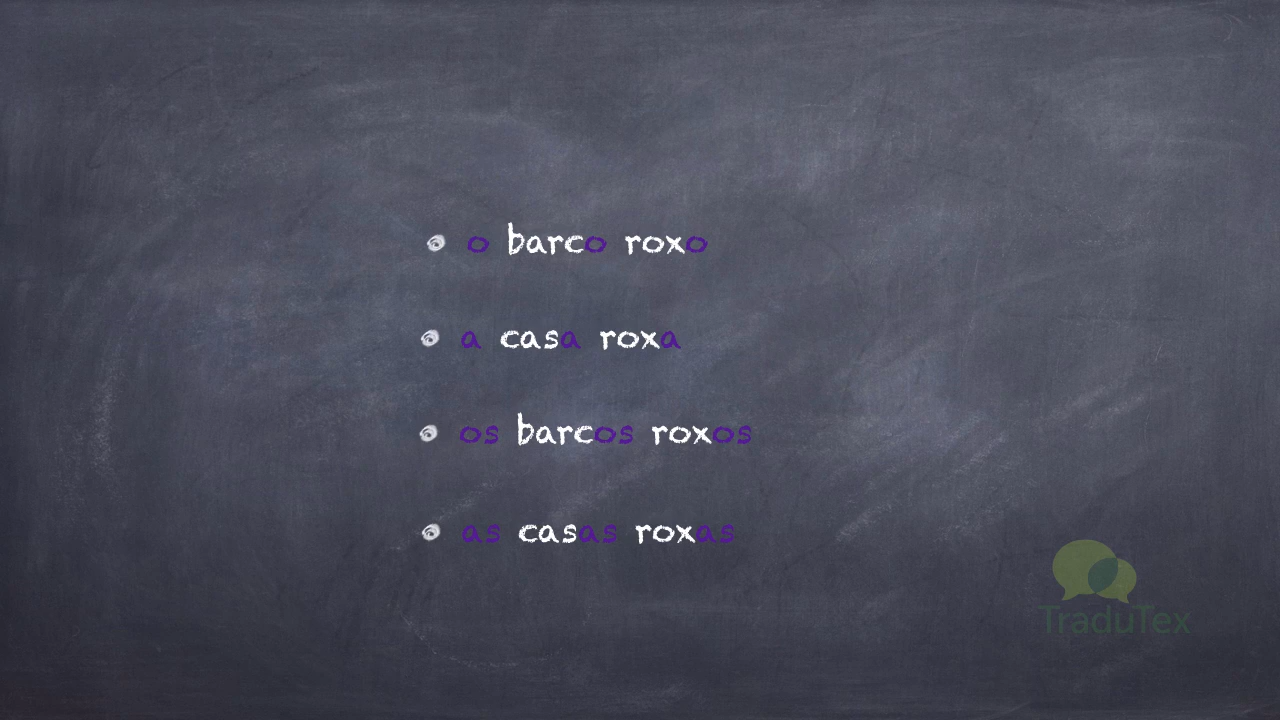 o barco roxo
a casa roxa
os barcos roxos
as casas roxas
TraduTex